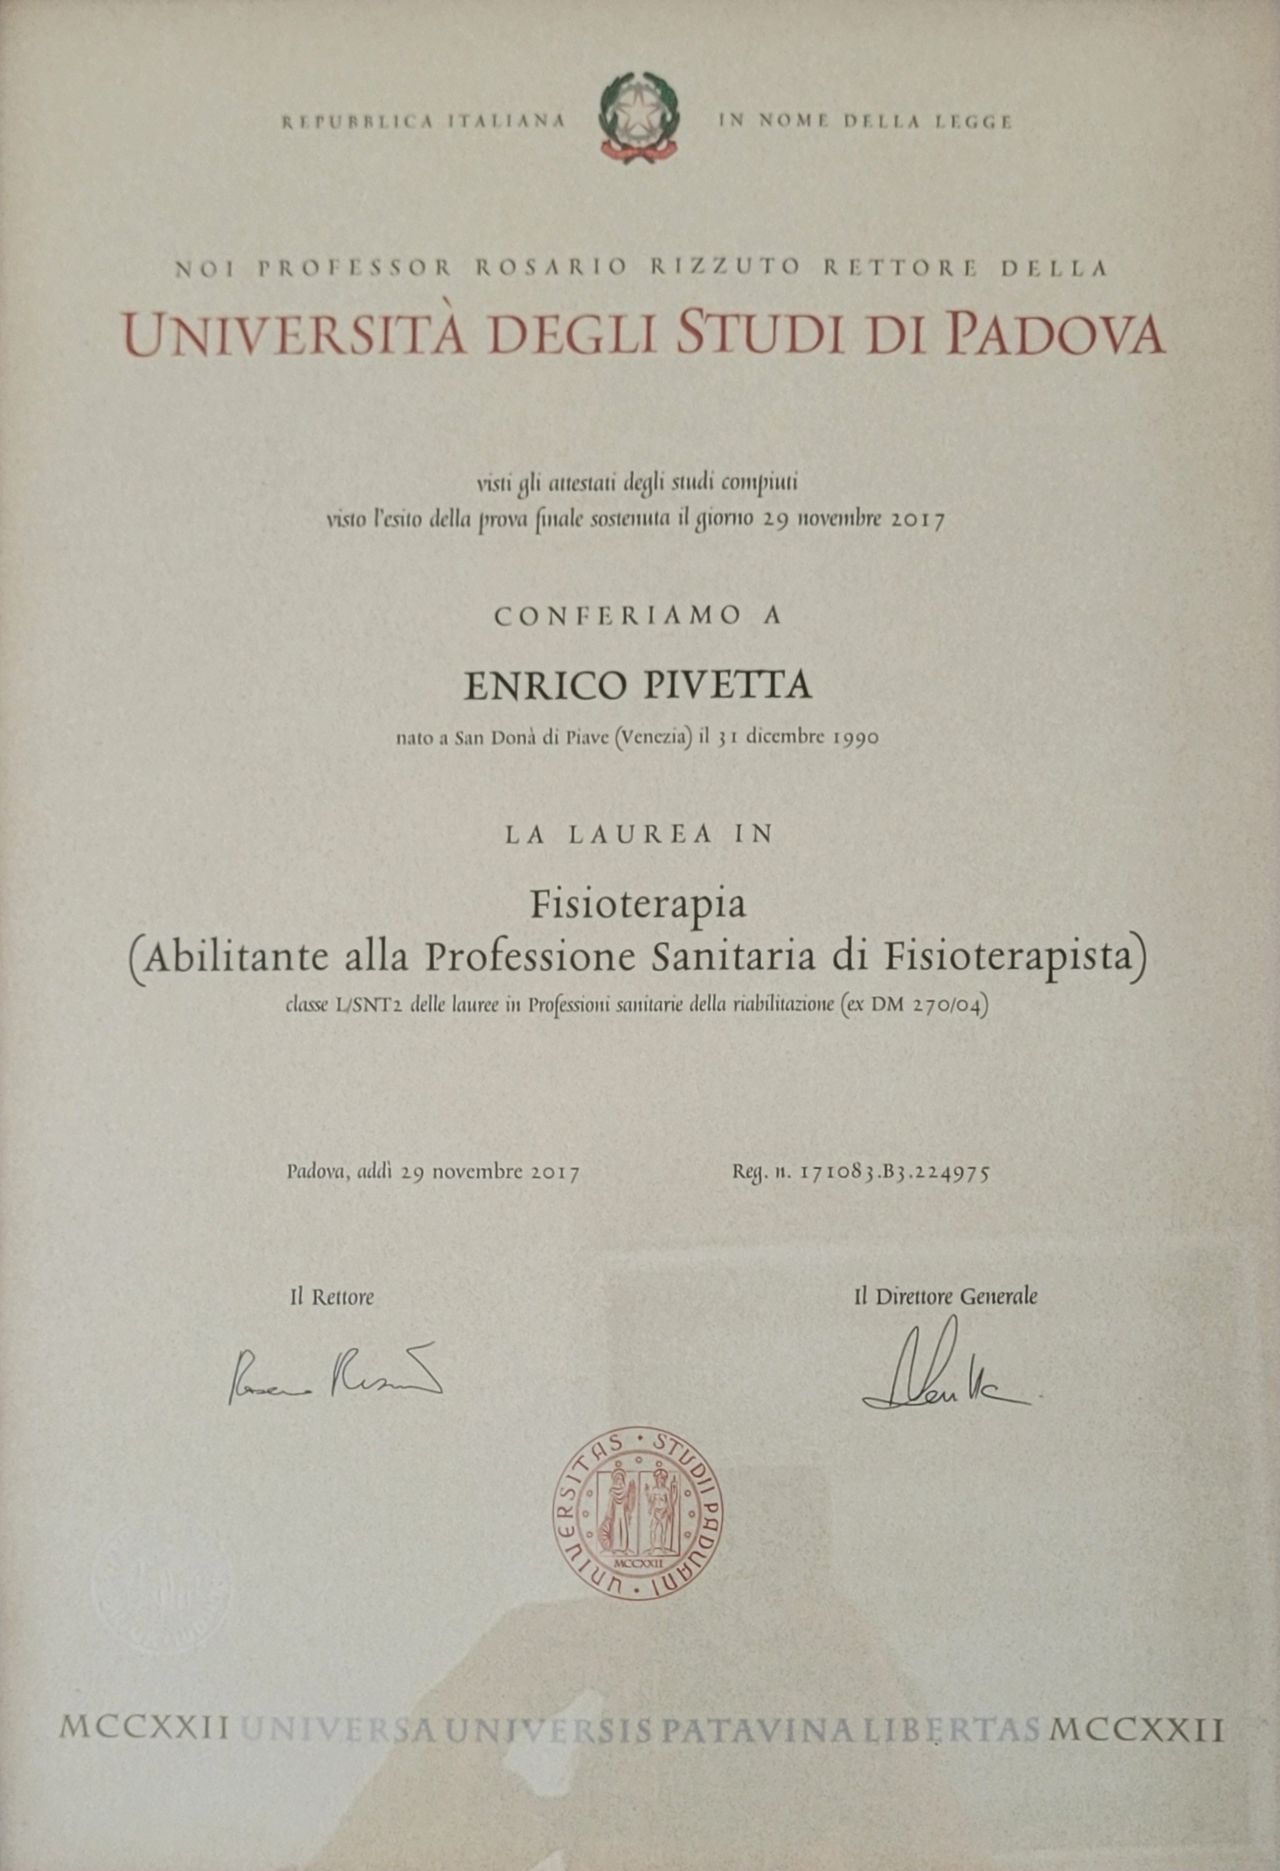 REPUBBLICA ITALIANA IN NOME DELLA LEGGE
NOI PROFESSOR ROSARIO RIZZUTO RETTORE DELLA
UNIVERSITÀ DEGLI STUDI DI PADOVA
visti gli attestati degli studi compiuti
visto l'esito della prova finale sostenuta il giorno 29 novembre 2017
CONFERIAMO A
ENRICO PIVETTA
nato a San Donà di Piave (Venezia) il 31 dicembre 1990
LA LAUREA IN
Fisioterapia
(Abilitante alla Professione Sanitaria di Fisioterapista)
classe L/SNT2 delle lauree in Professioni sanitarie della riabilitazione (ex DM 270/04)
Padova, addì 29 novembre 2017 Reg. n. 171083.B3.224975
Il Rettore Il Direttore Generale
UNIVERSITAS · STUDII PADUANI ·
MCCXXII
MCCXXII UNIVERSA UNIVERSIS PATAVINA LIBERTAS MCCXXII